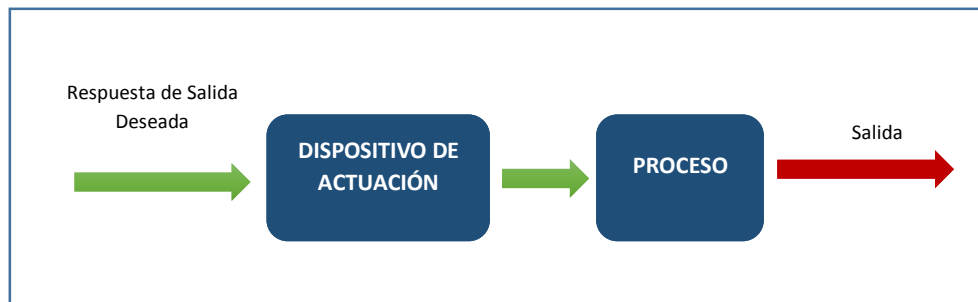 Respuesta de Salida
Deseada
DISPOSITIVO DE
ACTUACIÓN
PROCESO
Salida